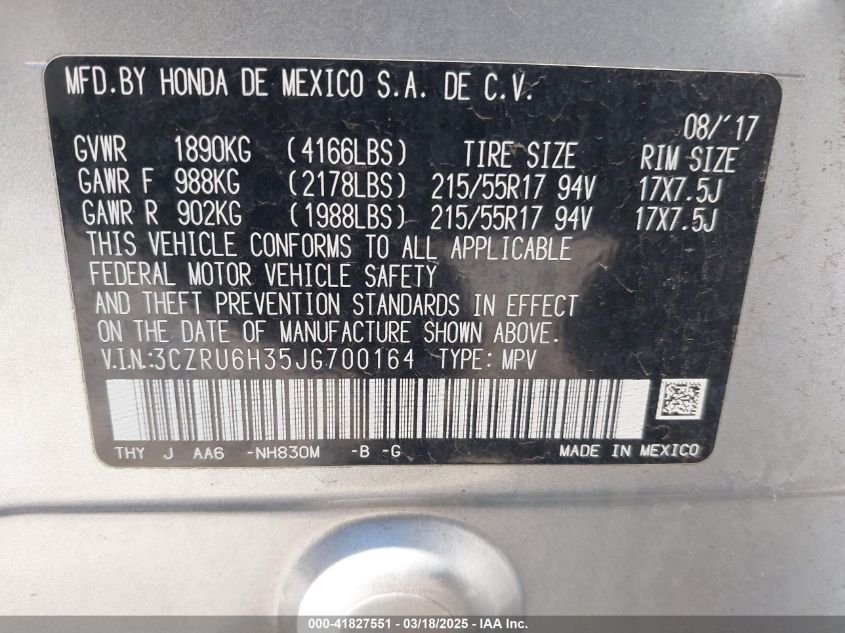 MFD.BY HONDA DE MEXICO S.A. DE C.V.
08/'17
GVWR 1890KG (4166LBS) TIRE SIZE RIM SIZE
GAWR F 988KG (2178LBS) 215/55R17 94V 17X7.5J
GAWR R 902KG (1988LBS) 215/55R17 94V 17X7.5J
THIS VEHICLE CONFORMS TO ALL APPLICABLE
FEDERAL MOTOR VEHICLE SAFETY
AND THEFT PREVENTION STANDARDS IN EFFECT
ON THE DATE OF MANUFACTURE SHOWN ABOVE.
V.I.N.:3CZRU6H35JG700164 TYPE: MPV
THY J AA6 -NH830M -B -G MADE IN MEXICO
000-41827551 | 03/18/2025 | IAA Inc.